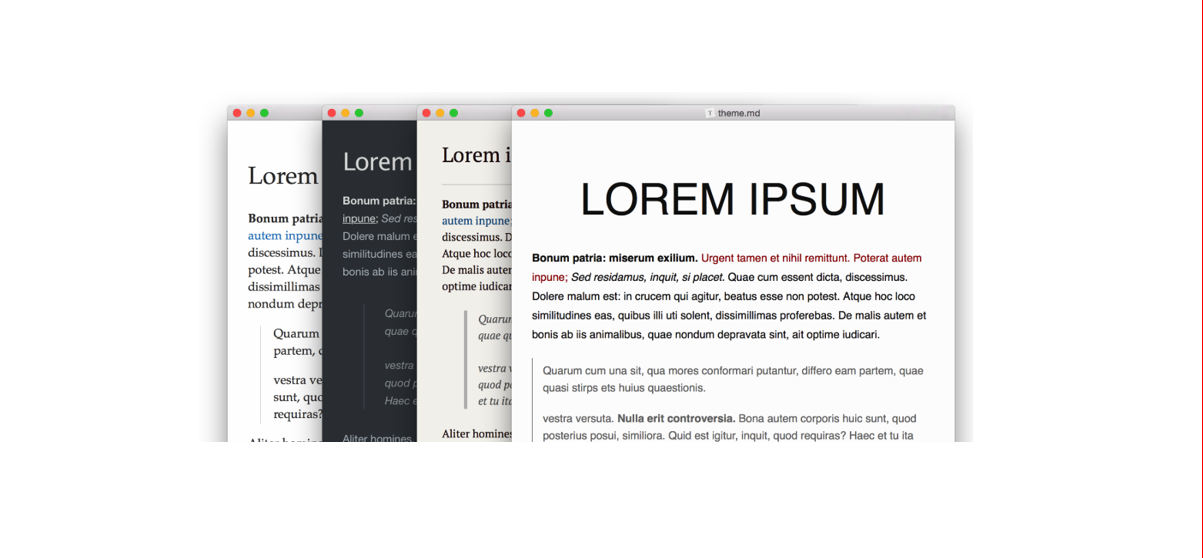 Lorem
Bonum patria
autem inpune
discessimus.
potest. Atque
dissimillimas
nondum depr
Quarum
partem,
vestra ve
sunt, quo
requiras?
Lorem
Bonum patria:
inpune; Sed res
Dolere malum e
similitudines ea
bonis ab iis ani
Quarum
quae q
vestra
quod p
Haec e
Aliter homines
Lorem i
Bonum patria
autem inpune;
discessimus. D
Atque hoc loco
De malis autem
optime iudicar
Quarum
quae qu
vestra v
quod po
et tu ita
Aliter homines
theme.md
LOREM IPSUM
Bonum patria: miserum exilium. Urgent tamen et nihil remittunt. Poterat autem
inpune; Sed residamus, inquit, si placet. Quae cum essent dicta, discessimus.
Dolere malum est: in crucem qui agitur, beatus esse non potest. Atque hoc loco
similitudines eas, quibus illi uti solent, dissimillimas proferebas. De malis autem et
bonis ab iis animalibus, quae nondum depravata sint, ait optime iudicari.
Quarum cum una sit, qua mores conformari putantur, differo eam partem, quae
quasi stirps ets huius quaestionis.
vestra versuta. Nulla erit controversia. Bona autem corporis huic sunt, quod
posterius posui, similiora. Quid est igitur, inquit, quod requiras? Haec et tu ita